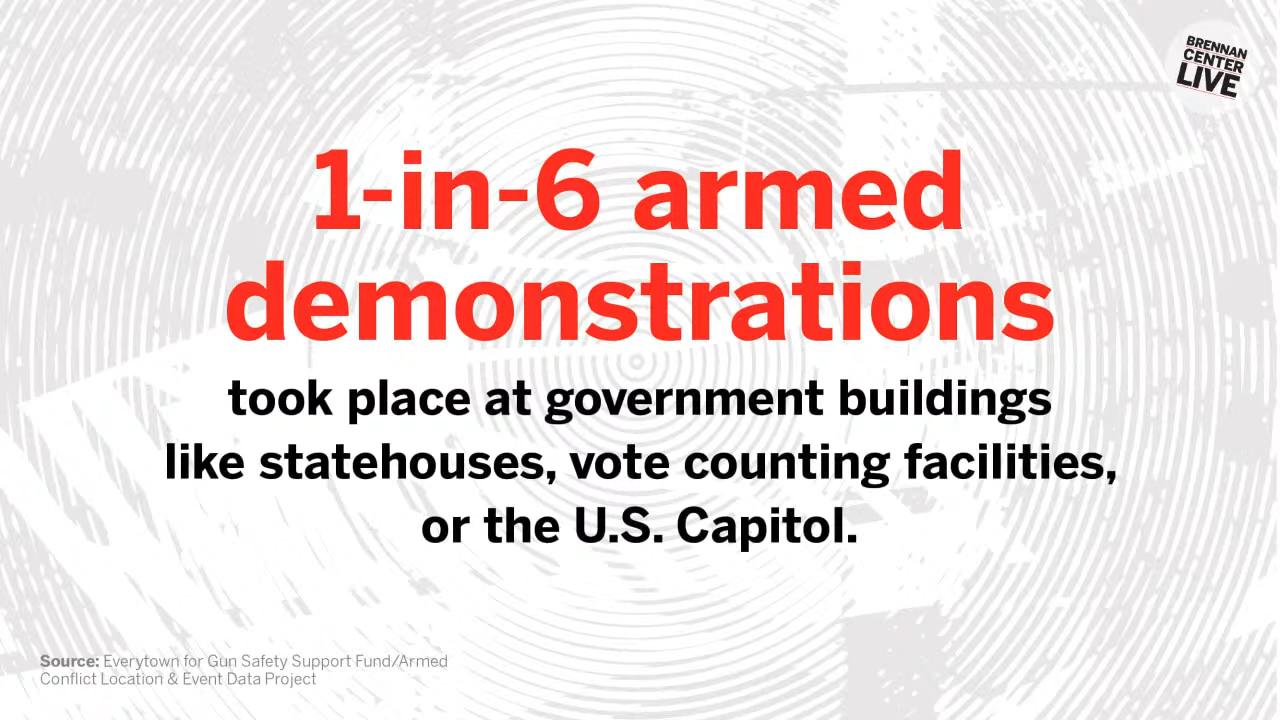 BRENNAN
CENTER
LIVE
1-in-6 armed
demonstrations
took place at government buildings
like statehouses, vote counting facilities,
or the U.S. Capitol.
Source: Everytown for Gun Safety Support Fund/Armed
Conflict Location & Event Data Project